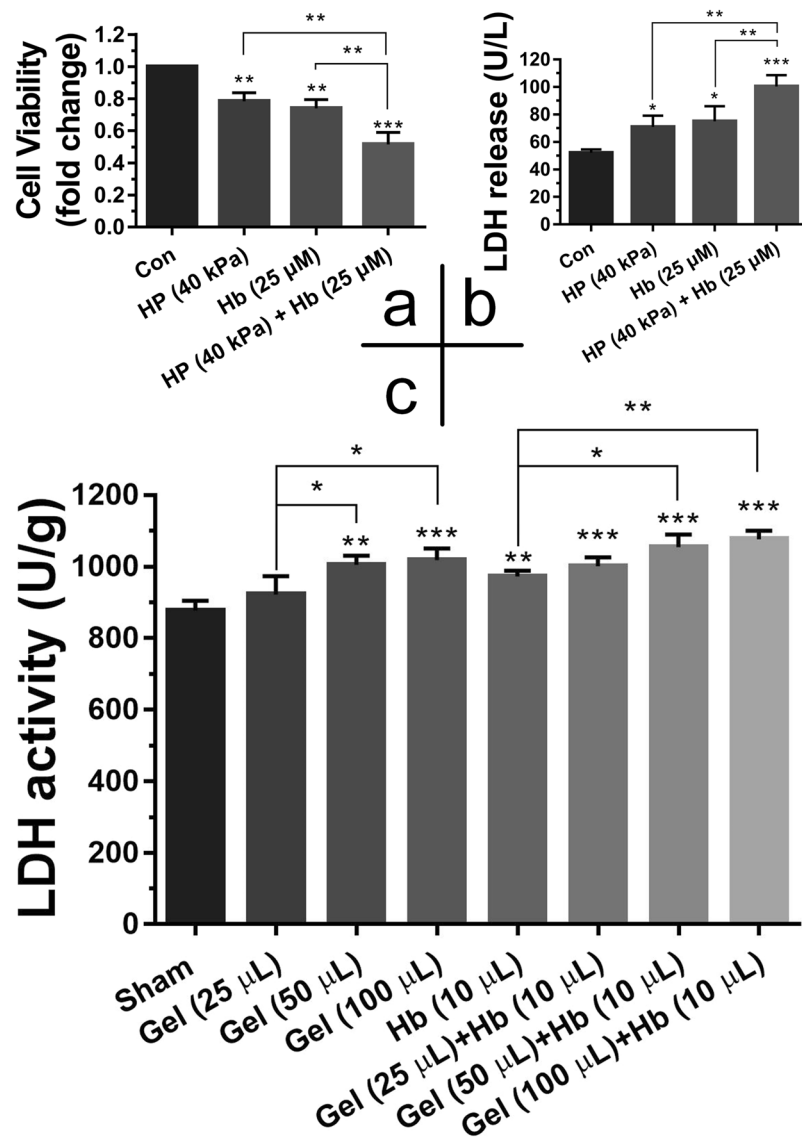 Cell Viability
(fold change)
1.2
1.0
0.8
0.6
0.4
0.2
0.0
**
**
**
**
***
Con
HP (40 kPa)
Hb (25 μM)
HP (40 kPa) + Hb (25 μM)
LDH release (U/L)
120
100
80
60
40
20
0
**
**
*
*
***
Con
HP (40 kPa)
Hb (25 μM)
HP (40 kPa) + Hb (25 μM)
a
b
c
LDH activity (U/g)
1200
1000
800
600
400
200
0
*
*
**
***
**
*
**
***
***
***
Sham
Gel (25 μL)
Gel (50 μL)
Gel (100 μL)
Hb (10 μL)
Gel (25 μL)+Hb (10 μL)
Gel (50 μL)+Hb (10 μL)
Gel (100 μL)+Hb (10 μL)